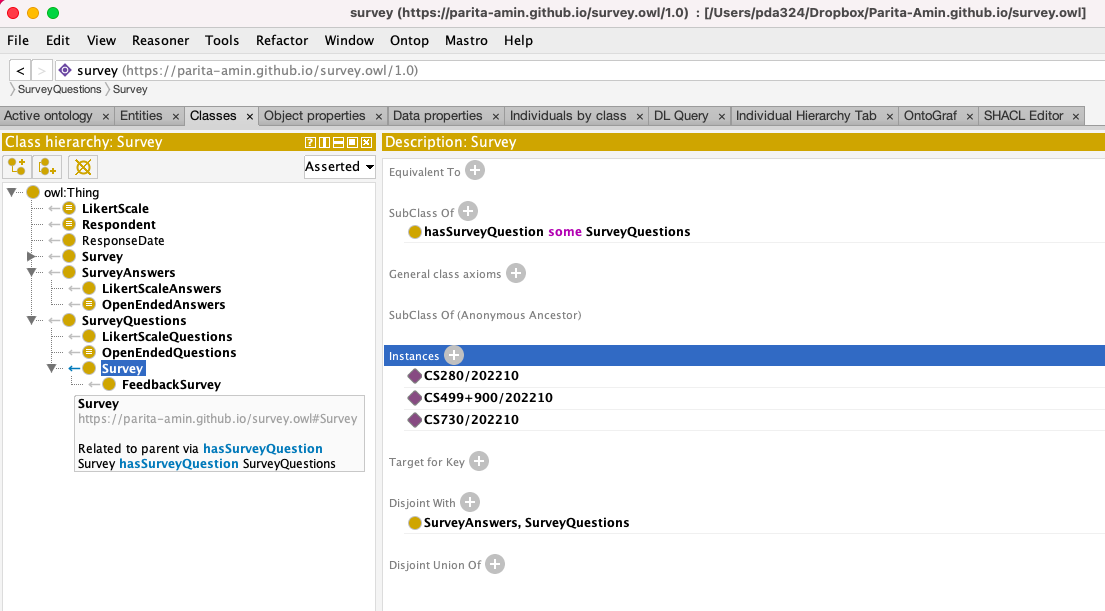 survey (https://parita-amin.github.io/survey.owl/1.0)  : [/Users/pda324/Dropbox/Parita-Amin.github.io/survey.owl]
File Edit View Reasoner Tools Refactor Window Ontop Mastro Help
< > survey (https://parita-amin.github.io/survey.owl/1.0)
SurveyQuestions Survey
Active ontology × Entities × Classes × Object properties × Data properties × Individuals by class × DL Query × Individual Hierarchy Tab × OntoGraf × SHACL Editor ×
Class hierarchy: Survey
Asserted
owl:Thing
LikertScale
Respondent
ResponseDate
Survey
SurveyAnswers
LikertScaleAnswers
OpenEndedAnswers
SurveyQuestions
LikertScaleQuestions
OpenEndedQuestions
Survey
FeedbackSurvey
Survey
https://parita-amin.github.io/survey.owl#Survey
Related to parent via hasSurveyQuestion
Survey hasSurveyQuestion SurveyQuestions
Description: Survey
Equivalent To
SubClass Of
hasSurveyQuestion some SurveyQuestions
General class axioms
SubClass Of (Anonymous Ancestor)
Instances
CS280/202210
CS499+900/202210
CS730/202210
Target for Key
Disjoint With
SurveyAnswers, SurveyQuestions
Disjoint Union Of